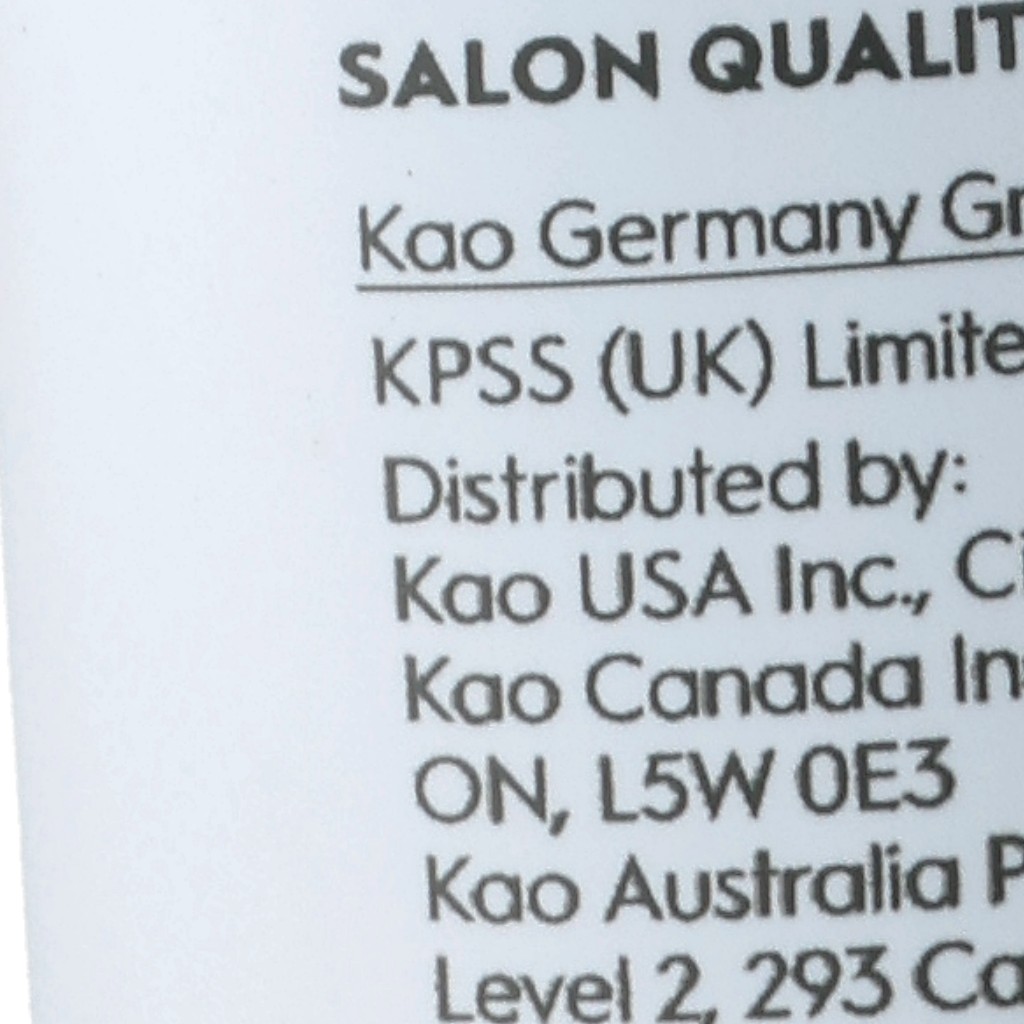 SALON QUALIT
Kao Germany G
KPSS (UK) Limite
Distributed by:
Kao USA Inc., Ci
Kao Canada In
ON, L5W 0E3
Kao Australia P
Level 2, 293 Ca